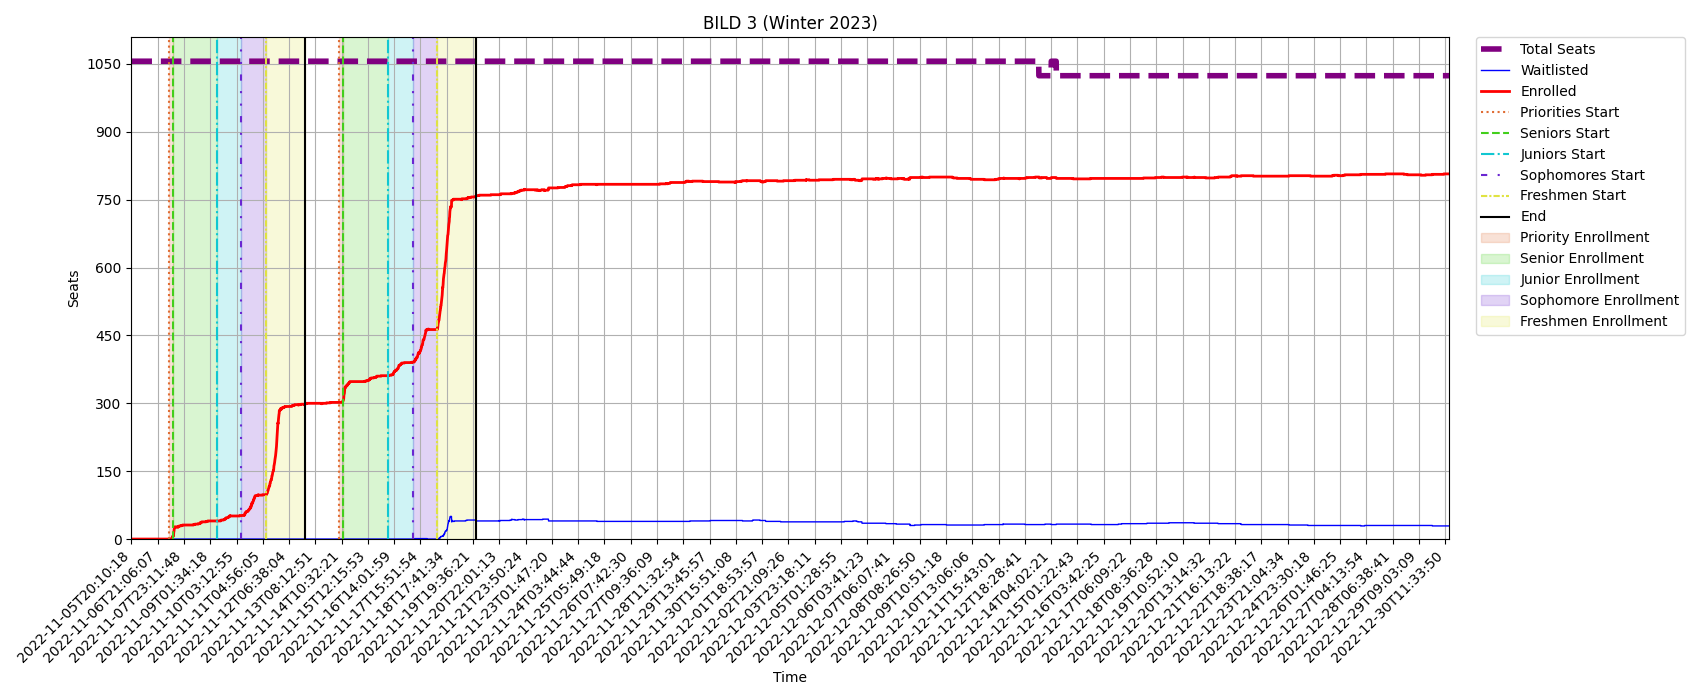 BILD 3 (Winter 2023)
Seats
1050
900
750
600
450
300
150
0
2022-11-05T20:10:18
2022-11-06T21:06:07
2022-11-07T23:11:48
2022-11-09T01:34:18
2022-11-10T03:12:55
2022-11-11T04:56:05
2022-11-12T06:38:04
2022-11-13T08:12:51
2022-11-14T10:32:21
2022-11-15T12:15:53
2022-11-16T14:01:59
2022-11-17T15:51:54
2022-11-18T17:41:34
2022-11-19T19:36:21
2022-11-20T22:01:13
2022-11-21T23:50:24
2022-11-23T01:47:20
2022-11-24T03:44:44
2022-11-25T05:49:18
2022-11-26T07:42:30
2022-11-27T09:36:09
2022-11-28T11:32:54
2022-11-29T13:45:57
2022-11-30T15:51:08
2022-12-01T18:53:57
2022-12-02T21:09:26
2022-12-03T23:18:11
2022-12-05T01:28:55
2022-12-06T03:41:23
2022-12-07T06:07:41
2022-12-08T08:26:50
2022-12-09T10:51:18
2022-12-10T13:06:06
2022-12-11T15:43:01
2022-12-12T18:28:41
2022-12-14T04:02:21
2022-12-15T01:22:43
2022-12-16T03:42:25
2022-12-17T06:09:22
2022-12-18T08:36:28
2022-12-19T10:52:10
2022-12-20T13:14:32
2022-12-21T16:13:22
2022-12-22T18:38:17
2022-12-23T21:04:34
2022-12-24T23:30:18
2022-12-26T01:46:25
2022-12-27T04:13:54
2022-12-28T06:38:41
2022-12-29T09:03:09
2022-12-30T11:33:50
Time
Total Seats
Waitlisted
Enrolled
Priorities Start
Seniors Start
Juniors Start
Sophomores Start
Freshmen Start
End
Priority Enrollment
Senior Enrollment
Junior Enrollment
Sophomore Enrollment
Freshmen Enrollment